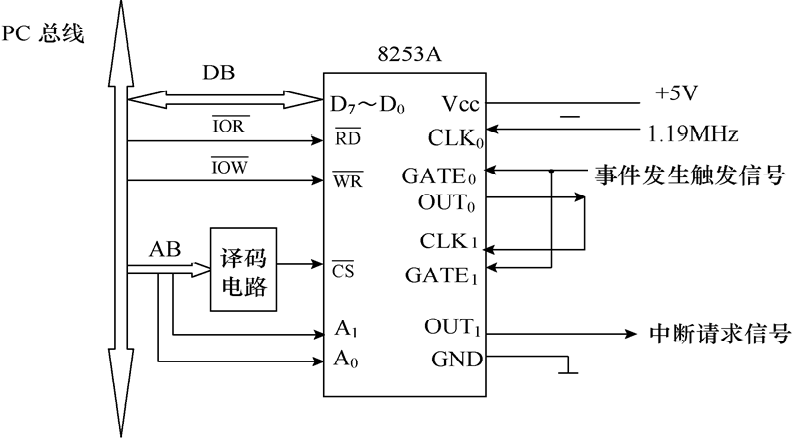 PC 总线
8253A
DB
D₇～D₀
Vcc
+5V
IOR
RD
CLK₀
1.19MHz
IOW
WR
GATE₀
事件发生触发信号
OUT₀
AB
译码
电路
CS
CLK₁
GATE₁
A₁
OUT₁
中断请求信号
A₀
GND